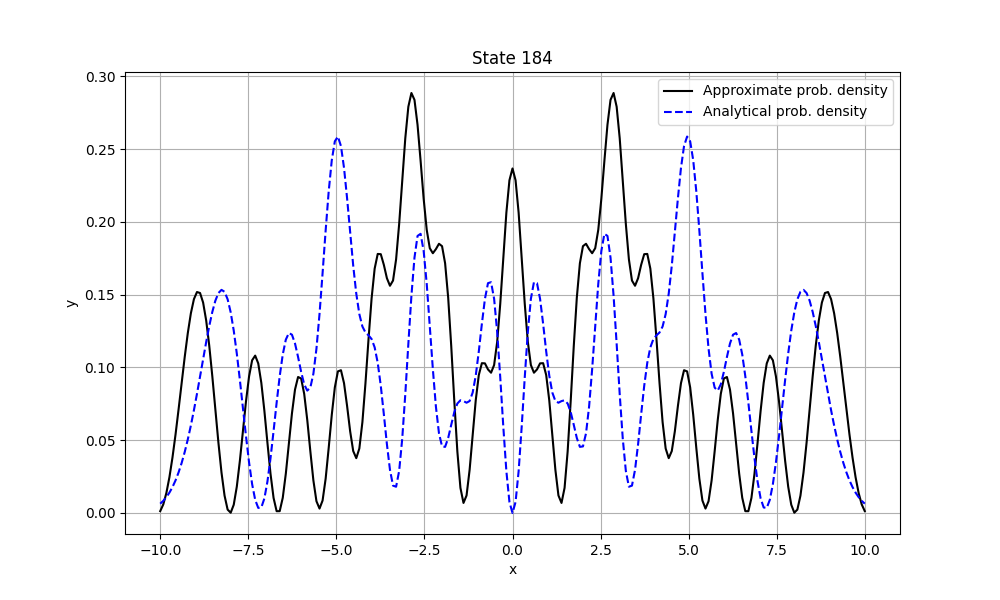 State 184
Approximate prob. density
Analytical prob. density
0.30
0.25
0.20
0.15
0.10
0.05
0.00
y
−10.0 −7.5 −5.0 −2.5 0.0 2.5 5.0 7.5 10.0
x